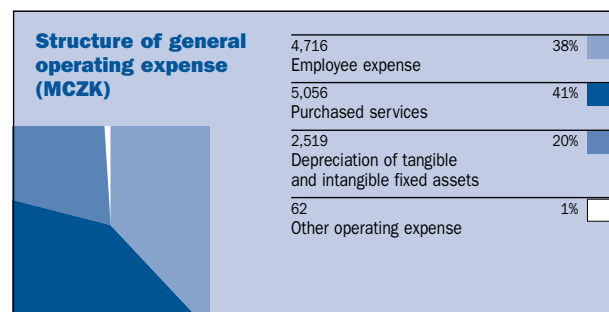 Structure of general
operating expense
(MCZK)
4,716 38%
Employee expense
5,056 41%
Purchased services
2,519 20%
Depreciation of tangible
and intangible fixed assets
62 1%
Other operating expense